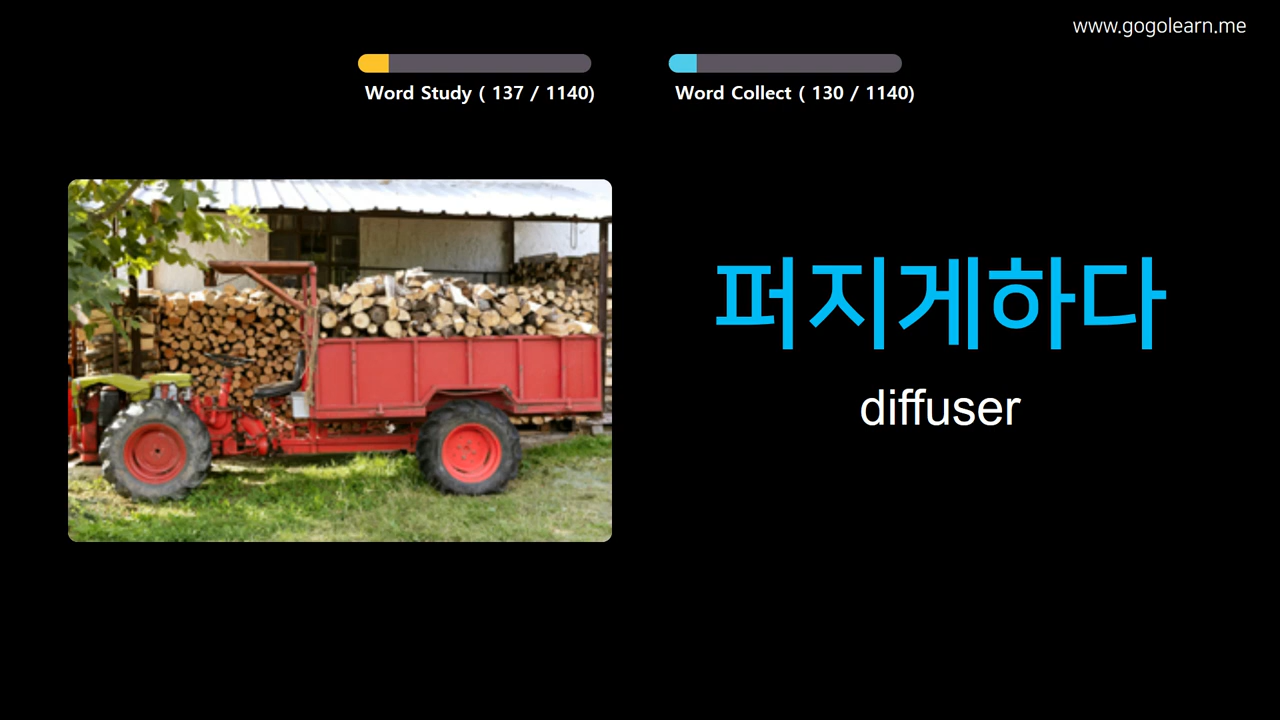 www.gogolearn.me
Word Study ( 137 / 1140)
Word Collect ( 130 / 1140)
퍼지게하다
diffuser